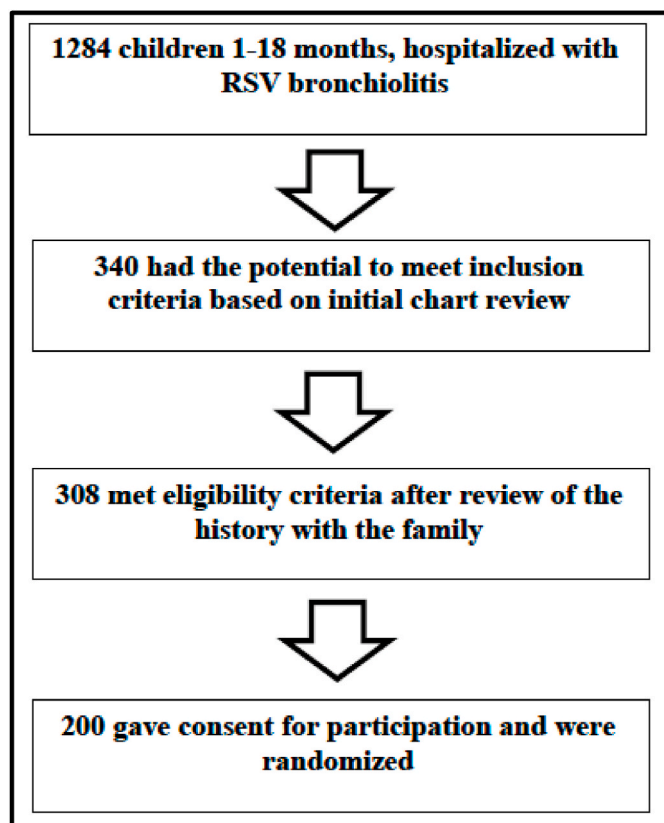 1284 children 1-18 months, hospitalized with
RSV bronchiolitis
340 had the potential to meet inclusion
criteria based on initial chart review
308 met eligibility criteria after review of the
history with the family
200 gave consent for participation and were
randomized